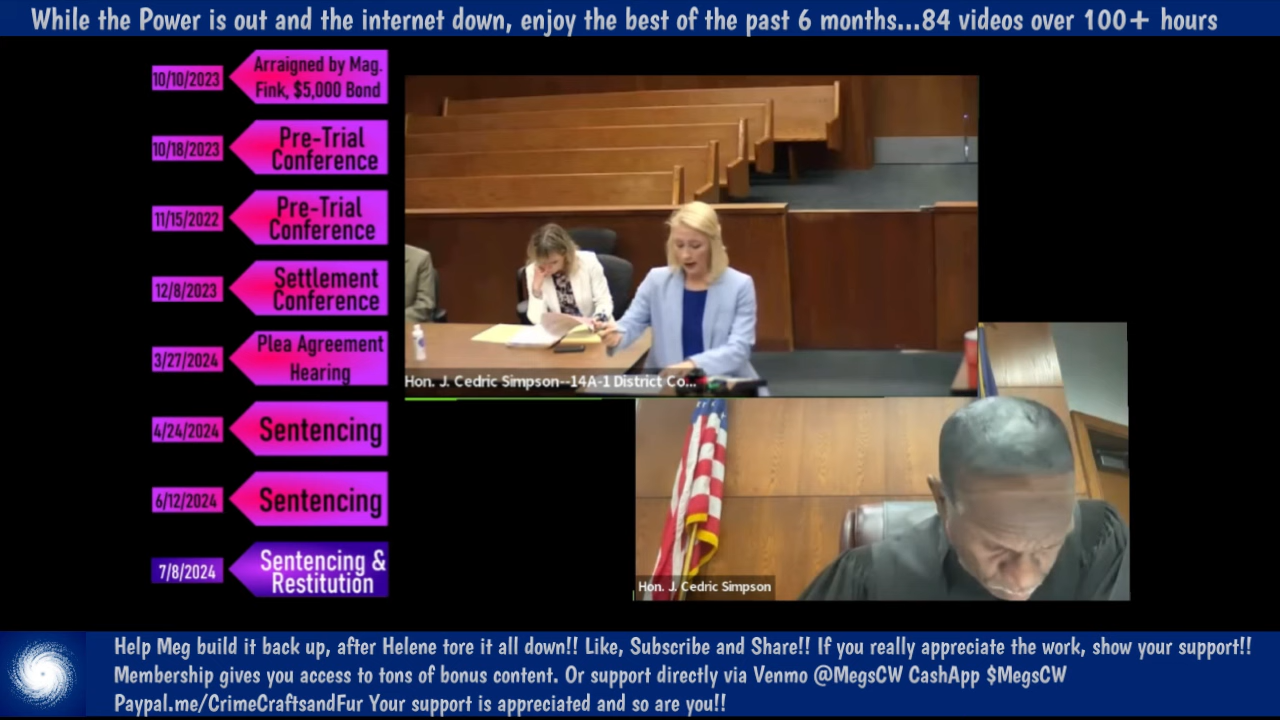 While the Power is out and the internet down, enjoy the best of the past 6 months...84 videos over 100+ hours
10/10/2023
Arraigned by Mag.
Fink, $5,000 Bond
10/18/2023
Pre-Trial
Conference
11/15/2022
Pre-Trial
Conference
12/8/2023
Settlement
Conference
3/27/2024
Plea Agreement
Hearing
4/24/2024
Sentencing
6/12/2024
Sentencing
7/8/2024
Sentencing &
Restitution
Hon. J. Cedric Simpson--14A-1 District Co...
Hon. J. Cedric Simpson
Help Meg build it back up, after Helene tore it all down!! Like, Subscribe and Share!! If you really appreciate the work, show your support!!
Membership gives you access to tons of bonus content. Or support directly via Venmo @MegsCW CashApp $MegsCW
Paypal.me/CrimeCraftsandFur Your support is appreciated and so are you!!